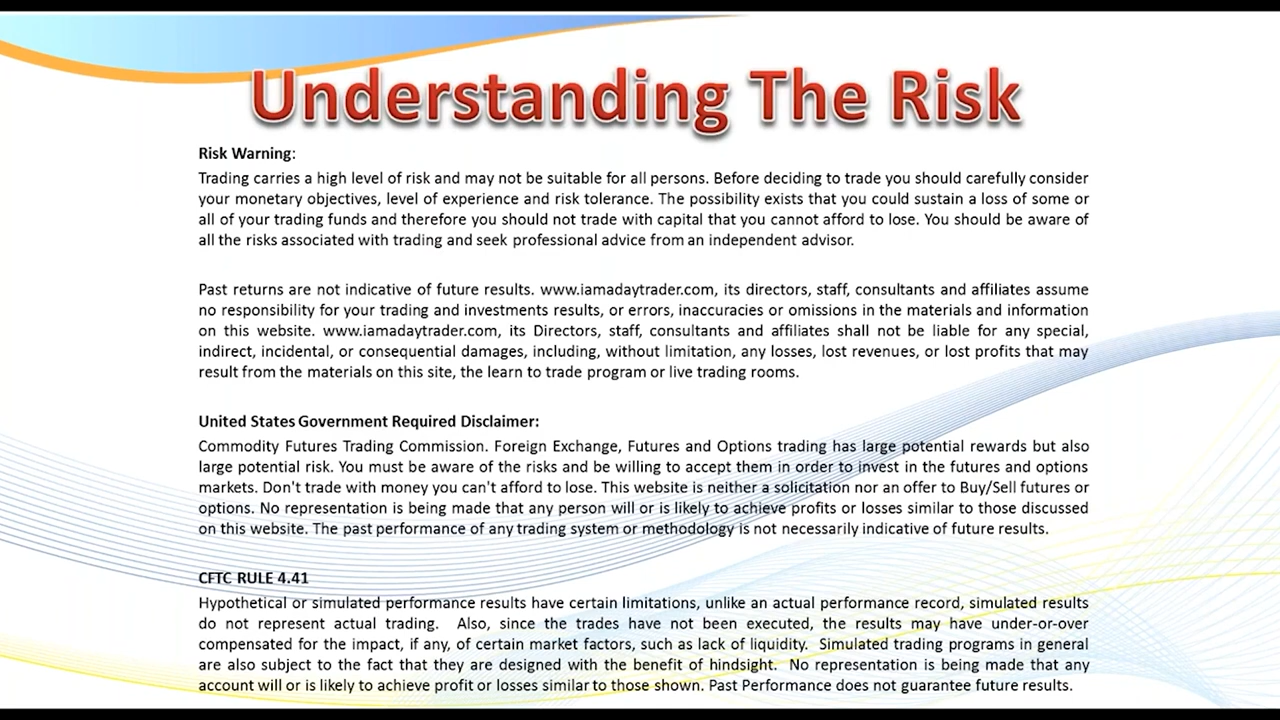 Understanding The Risk
Risk Warning:
Trading carries a high level of risk and may not be suitable for all persons. Before deciding to trade you should carefully consider
your monetary objectives, level of experience and risk tolerance. The possibility exists that you could sustain a loss of some or
all of your trading funds and therefore you should not trade with capital that you cannot afford to lose. You should be aware of
all the risks associated with trading and seek professional advice from an independent advisor.
Past returns are not indicative of future results. www.iamadaytrader.com, its directors, staff, consultants and affiliates assume
no responsibility for your trading and investments results, or errors, inaccuracies or omissions in the materials and information
on this website. www.iamadaytrader.com, its Directors, staff, consultants and affiliates shall not be liable for any special,
indirect, incidental, or consequential damages, including, without limitation, any losses, lost revenues, or lost profits that may
result from the materials on this site, the learn to trade program or live trading rooms.
United States Government Required Disclaimer:
Commodity Futures Trading Commission. Foreign Exchange, Futures and Options trading has large potential rewards but also
large potential risk. You must be aware of the risks and be willing to accept them in order to invest in the futures and options
markets. Don't trade with money you can't afford to lose. This website is neither a solicitation nor an offer to Buy/Sell futures or
options. No representation is being made that any person will or is likely to achieve profits or losses similar to those discussed
on this website. The past performance of any trading system or methodology is not necessarily indicative of future results.
CFTC RULE 4.41
Hypothetical or simulated performance results have certain limitations, unlike an actual performance record, simulated results
do not represent actual trading. Also, since the trades have not been executed, the results may have under-or-over
compensated for the impact, if any, of certain market factors, such as lack of liquidity. Simulated trading programs in general
are also subject to the fact that they are designed with the benefit of hindsight. No representation is being made that any
account will or is likely to achieve profit or losses similar to those shown. Past Performance does not guarantee future results.